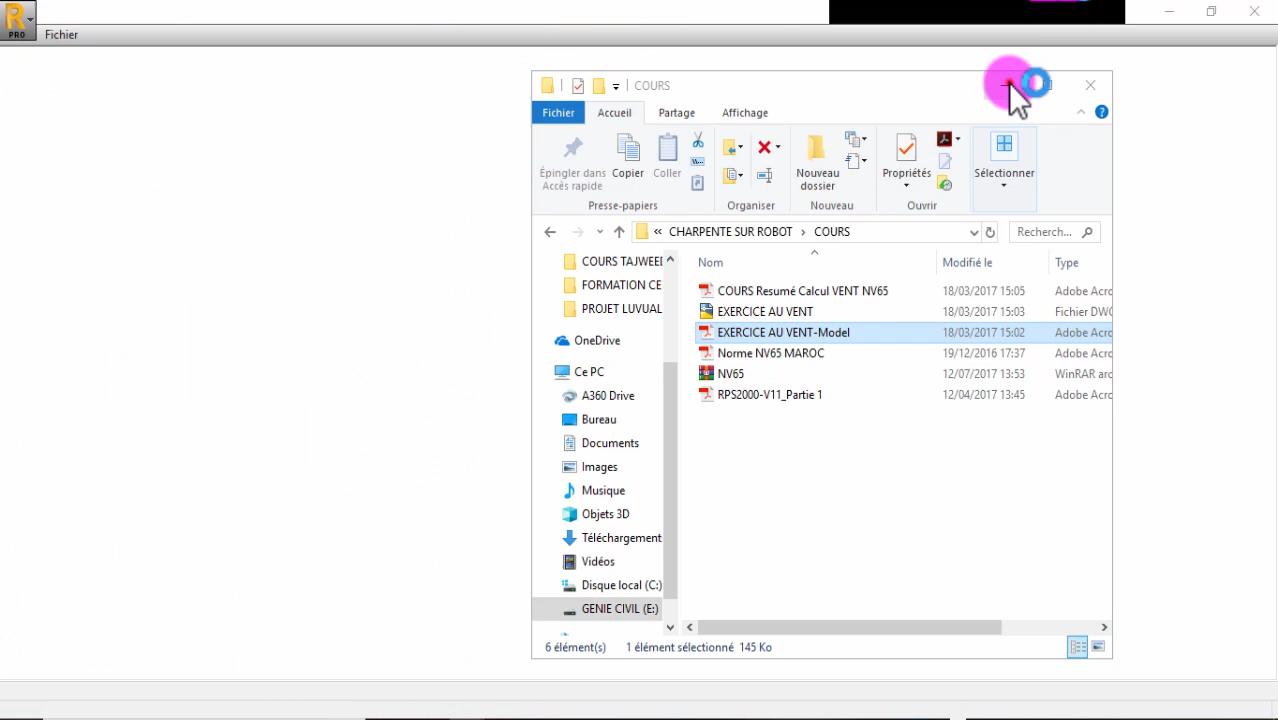 R
PRO
Fichier
COURS
Fichier
Accueil
Partage
Affichage
Épingler dans
Accès rapide
Copier
Coller
Nouveau
dossier
Propriétés
Sélectionner
Presse-papiers
Organiser
Nouveau
Ouvrir
« CHARPENTE SUR ROBOT > COURS
Recherch...
Nom
Modifié le
Type
COURS TAJWEED
FORMATION CE
PROJET LUVUAL
OneDrive
Ce PC
A360 Drive
Bureau
Documents
Images
Musique
Objets 3D
Téléchargement
Vidéos
Disque local (C:)
GENIE CIVIL (E:)
COURS Resumé Calcul VENT NV65 18/03/2017 15:05 Adobe Acro
EXERCICE AU VENT 18/03/2017 15:03 Fichier DWG
EXERCICE AU VENT-Model 18/03/2017 15:02 Adobe Acro
Norme NV65 MAROC 19/12/2016 17:37 Adobe Acro
NV65 12/07/2017 13:53 WinRAR arc
RPS2000-V11_Partie 1 12/04/2017 13:45 Adobe Acro
6 élément(s) 1 élément sélectionné 145 Ko